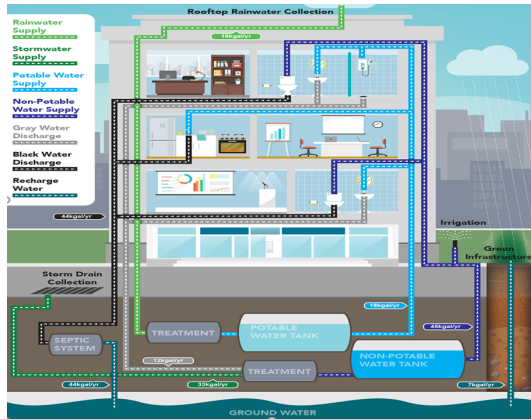 Rooftop Rainwater Collection
Rainwater
Supply
Stormwater
Supply
Potable Water
Supply
Non-Potable
Water Supply
Gray Water
Discharge
Black Water
Discharge
Recharge
Water
18kgal/yr
44kgal/yr
Irrigation
Green
Infrastructure
Storm Drain
Collection
SEPTIC
SYSTEM
TREATMENT
POTABLE
WATER TANK
18kgal/yr
45kgal/yr
12kgal/yr
TREATMENT
NON-POTABLE
WATER TANK
44kgal/yr
33kgal/yr
7kgal/yr
GROUND WATER